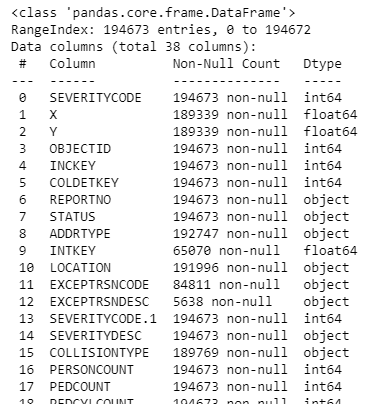 <class 'pandas.core.frame.DataFrame'>
RangeIndex: 194673 entries, 0 to 194672
Data columns (total 38 columns):
 #   Column         Non-Null Count   Dtype
---  ------         --------------   -----
 0   SEVERITYCODE   194673 non-null  int64
 1   X              189339 non-null  float64
 2   Y              189339 non-null  float64
 3   OBJECTID       194673 non-null  int64
 4   INCKEY         194673 non-null  int64
 5   COLDETKEY      194673 non-null  int64
 6   REPORTNO       194673 non-null  object
 7   STATUS         194673 non-null  object
 8   ADDRTYPE       192747 non-null  object
 9   INTKEY         65070 non-null   float64
 10  LOCATION       191996 non-null  object
 11  EXCEPTRSNCODE  84811 non-null   object
 12  EXCEPTRSNDESC  5638 non-null    object
 13  SEVERITYCODE.1 194673 non-null  int64
 14  SEVERITYDESC   194673 non-null  object
 15  COLLISIONTYPE  189769 non-null  object
 16  PERSONCOUNT    194673 non-null  int64
 17  PEDCOUNT       194673 non-null  int64
 18  PEDCYLCOUNT    194673 non-null  int64